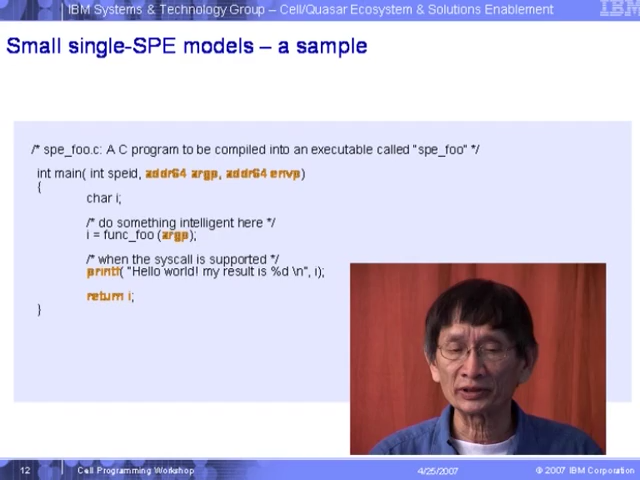 IBM Systems & Technology Group – Cell/Quasar Ecosystem & Solutions Enablement
IBM
Small single-SPE models – a sample
/* spe_foo.c: A C program to be compiled into an executable called "spe_foo" */
int main( int speid, addr64 argp, addr64 envp)
{
char i;
/* do something intelligent here */
i = func_foo (argp);
/* when the syscall is supported */
printf( "Hello world! my result is %d \n", i);
return i;
}
12
Cell Programming Workshop
4/25/2007
© 2007 IBM Corporation